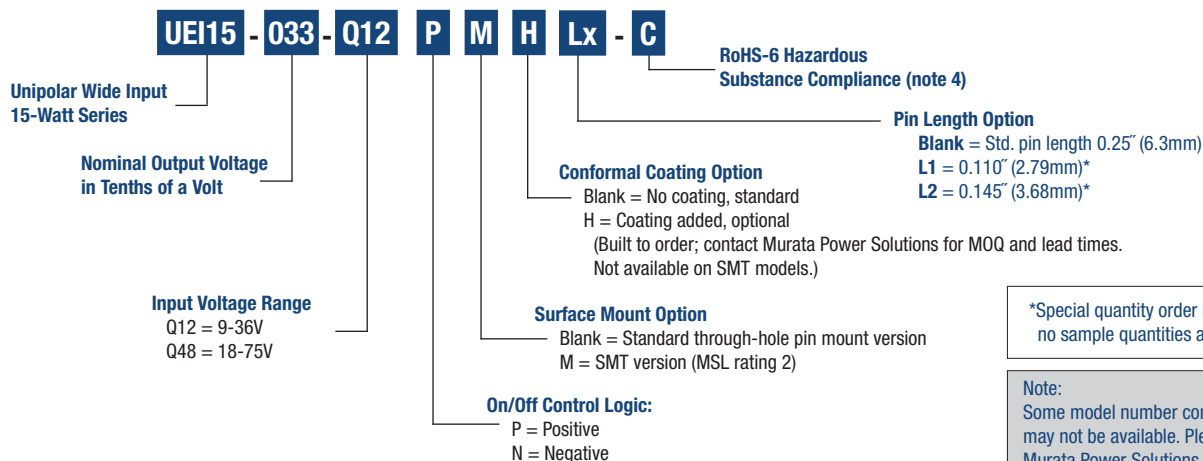 UEI15 - 033 - Q12 P M H Lx - C
RoHS-6 Hazardous
Substance Compliance (note 4)
Unipolar Wide Input
15-Watt Series
Pin Length Option
Blank = Std. pin length 0.25˝ (6.3mm)
L1 = 0.110˝ (2.79mm)*
L2 = 0.145˝ (3.68mm)*
Nominal Output Voltage
in Tenths of a Volt
Conformal Coating Option
Blank = No coating, standard
H = Coating added, optional
(Built to order; contact Murata Power Solutions for MOQ and lead times.
Not available on SMT models.)
Input Voltage Range
Q12 = 9-36V
Q48 = 18-75V
Surface Mount Option
Blank = Standard through-hole pin mount version
M = SMT version (MSL rating 2)
*Special quantity order
no sample quantities a
On/Off Control Logic:
P = Positive
N = Negative
Note:
Some model number con
may not be available. Ple
Murata Power Solutions